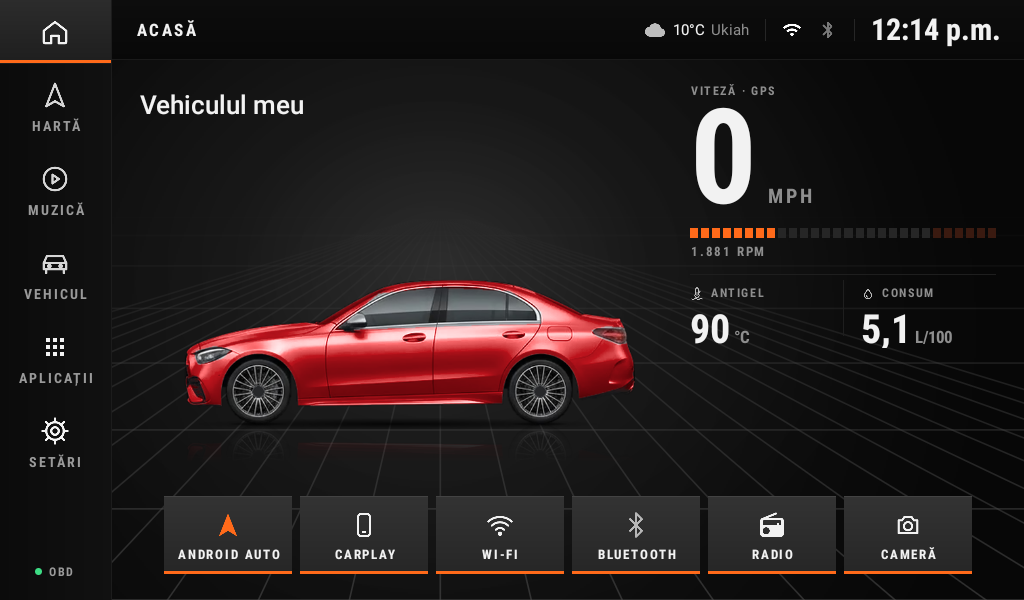 ACASĂ
10°C Ukiah
12:14 p.m.
HARTĂ
MUZICĂ
VEHICUL
APLICAȚII
SETĂRI
OBD
Vehiculul meu
VITEZĂ · GPS
0 MPH
1.881 RPM
ANTIGEL
90 °C
CONSUM
5,1 L/100
ANDROID AUTO
CARPLAY
WI-FI
BLUETOOTH
RADIO
CAMERĂ